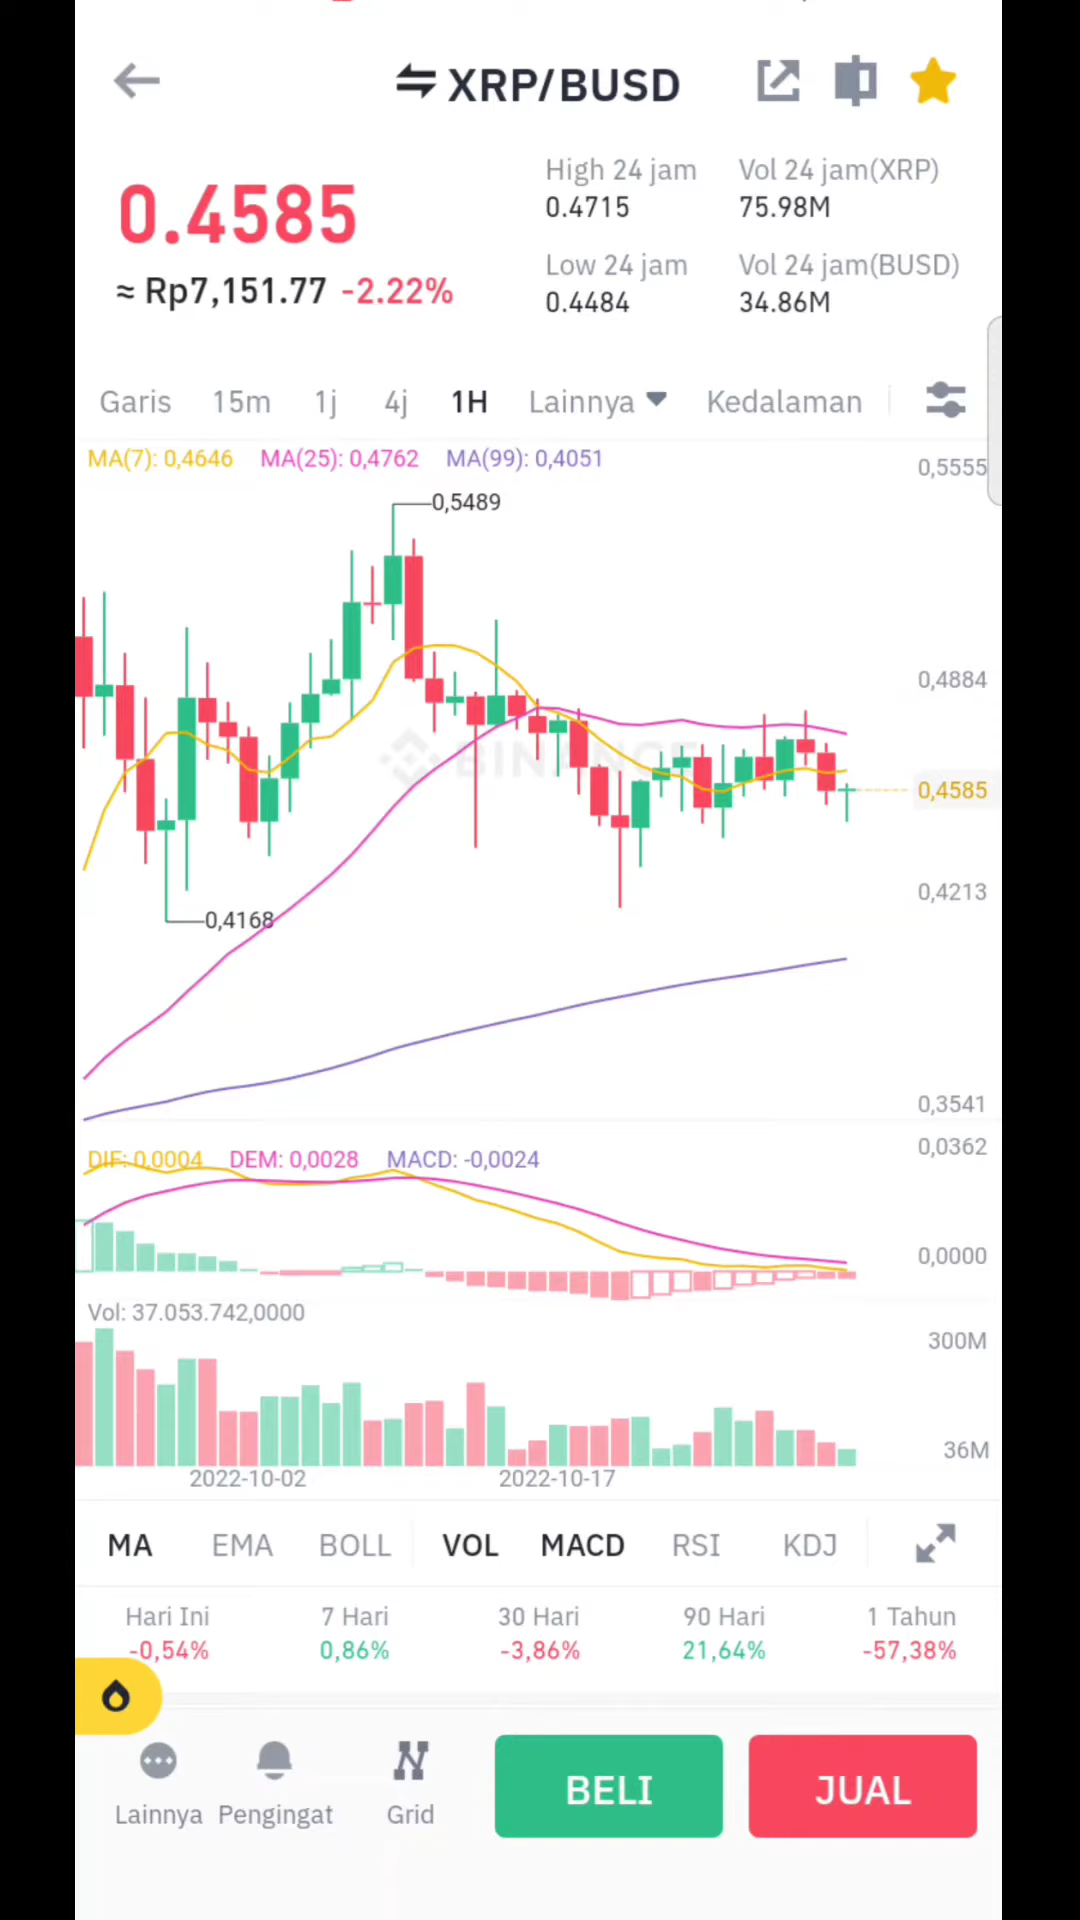 XRP/BUSD
0.4585
≈ Rp7,151.77 -2.22%
High 24 jam
0.4715
Vol 24 jam(XRP)
75.98M
Low 24 jam
0.4484
Vol 24 jam(BUSD)
34.86M
Garis 15m 1j 4j 1H Lainnya Kedalaman
MA(7): 0,4646 MA(25): 0,4762 MA(99): 0,4051
0,5555
0,5489
0,4884
BINANCE
0,4585
0,4213
0,4168
0,3541
DIF: 0,0004 DEM: 0,0028 MACD: -0,0024
0,0362
0,0000
Vol: 37.053.742,0000
300M
36M
2022-10-02 2022-10-17
MA EMA BOLL VOL MACD RSI KDJ
Hari Ini 7 Hari 30 Hari 90 Hari 1 Tahun
-0,54% 0,86% -3,86% 21,64% -57,38%
Lainnya Pengingat Grid
BELI
JUAL